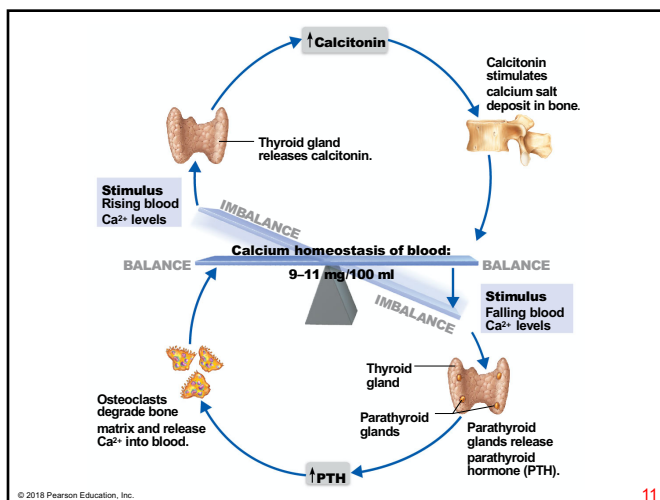 ↑Calcitonin
Calcitonin
stimulates
calcium salt
deposit in bone.
Thyroid gland
releases calcitonin.
Stimulus
Rising blood
Ca²⁺ levels
IMBALANCE
Calcium homeostasis of blood:
9–11 mg/100 ml
BALANCE
BALANCE
IMBALANCE
Stimulus
Falling blood
Ca²⁺ levels
Thyroid
gland
Parathyroid
glands
Parathyroid
glands release
parathyroid
hormone (PTH).
Osteoclasts
degrade bone
matrix and release
Ca²⁺ into blood.
↑PTH
© 2018 Pearson Education, Inc.
11